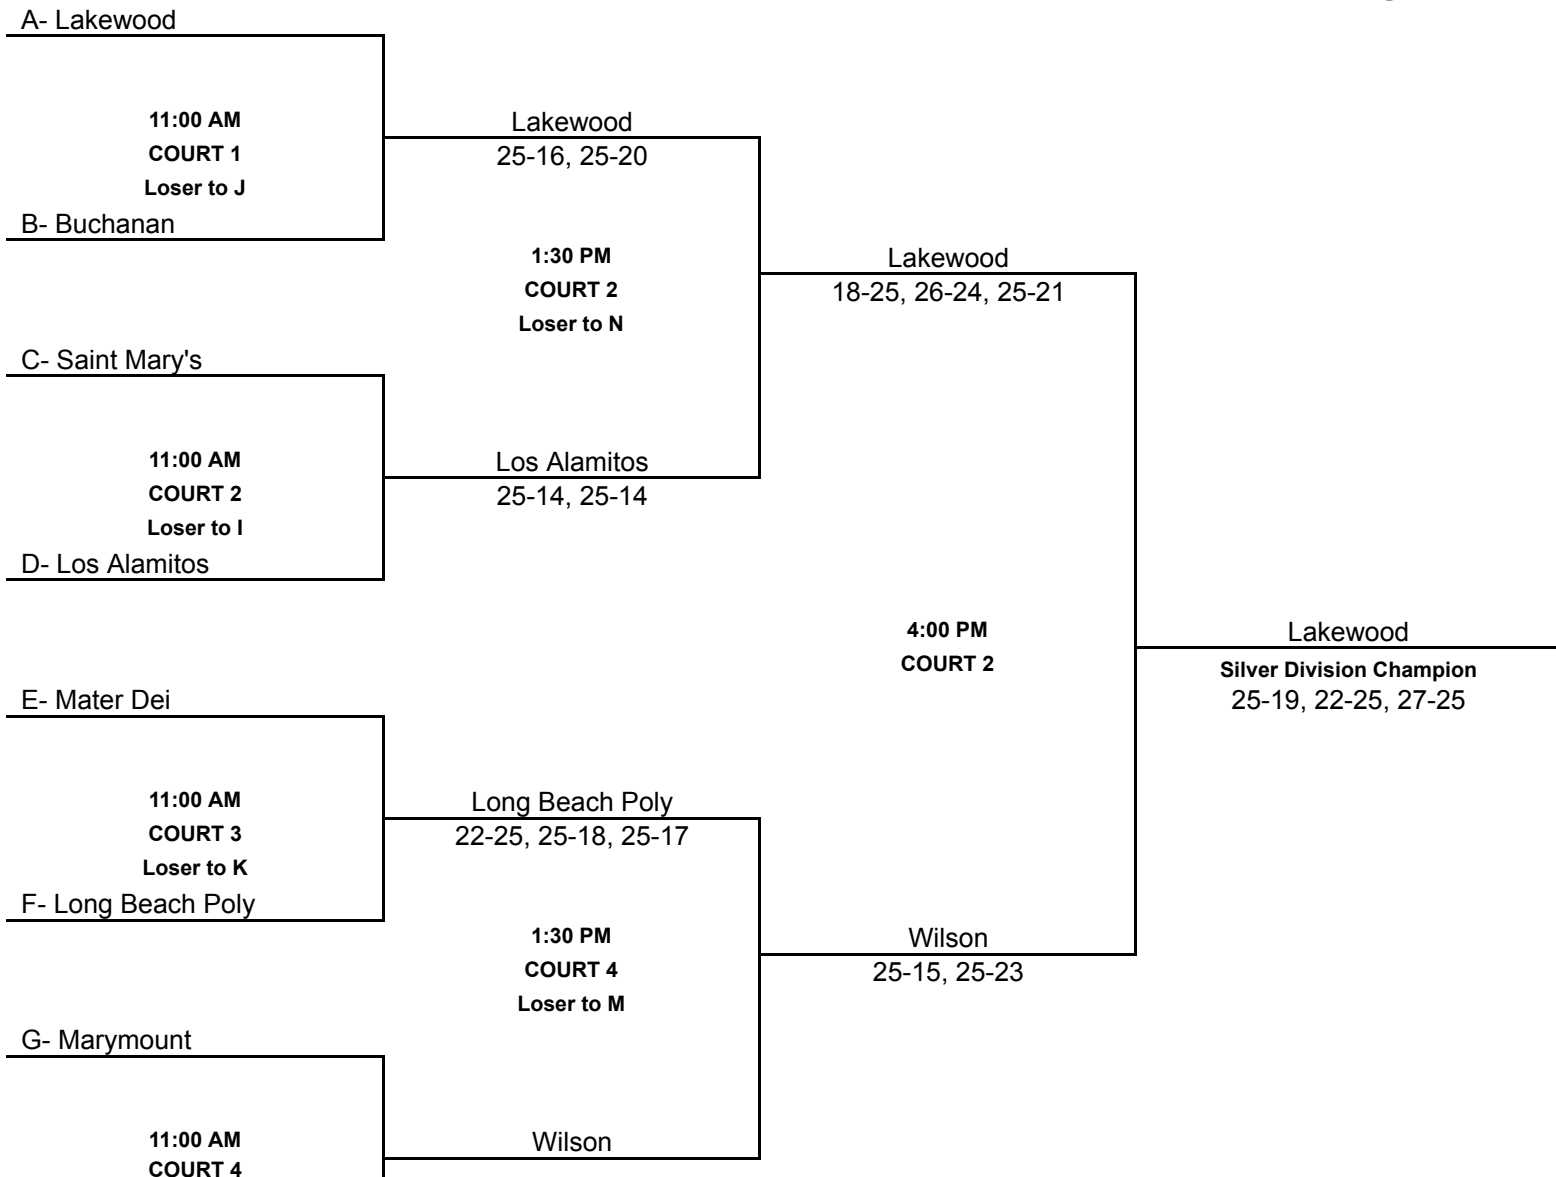 A- Lakewood
11:00 AM
COURT 1
Loser to J
B- Buchanan
Lakewood
25-16, 25-20
1:30 PM
COURT 2
Loser to N
C- Saint Mary's
11:00 AM
COURT 2
Loser to I
D- Los Alamitos
Los Alamitos
25-14, 25-14
Lakewood
18-25, 26-24, 25-21
4:00 PM
COURT 2
Lakewood
Silver Division Champion
25-19, 22-25, 27-25
E- Mater Dei
11:00 AM
COURT 3
Loser to K
F- Long Beach Poly
Long Beach Poly
22-25, 25-18, 25-17
1:30 PM
COURT 4
Loser to M
Wilson
25-15, 25-23
G- Marymount
11:00 AM
COURT 4
Wilson